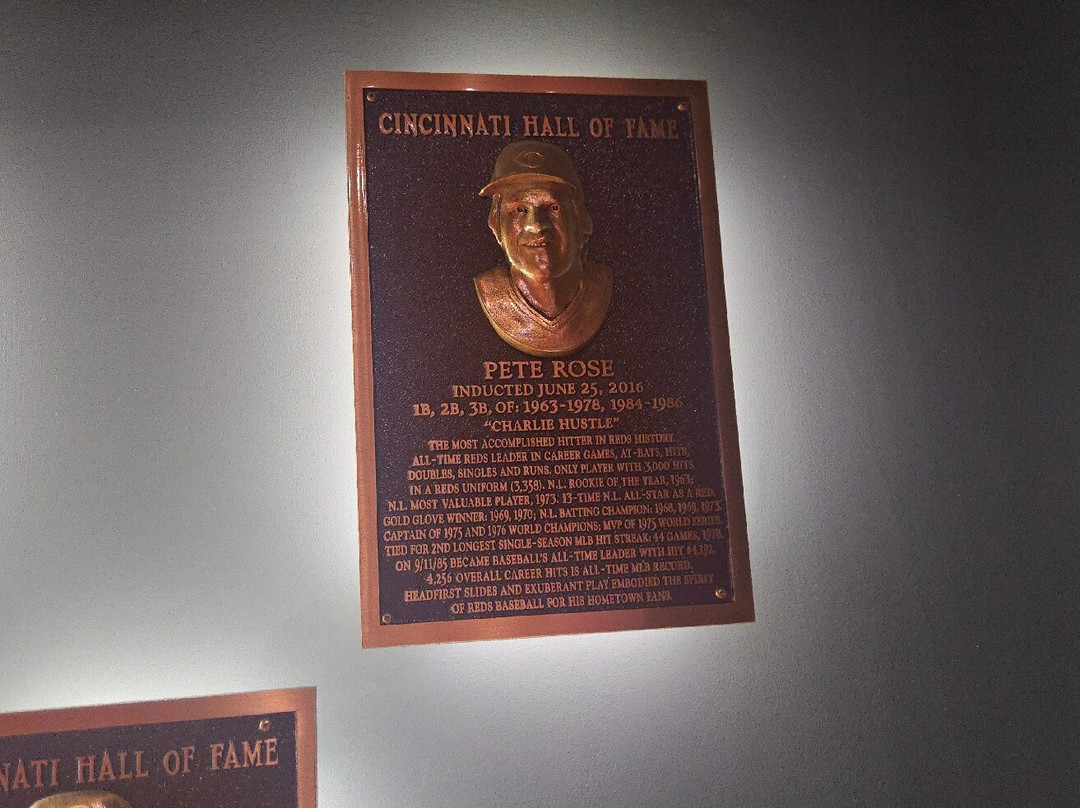 CINCINNATI HALL OF FAME
PETE ROSE
INDUCTED JUNE 25, 2016
1B, 2B, 3B, OF: 1963-1978, 1984-1986
"CHARLIE HUSTLE"
THE MOST ACCOMPLISHED HITTER IN REDS HISTORY.
ALL-TIME REDS LEADER IN CAREER GAMES, AT-BATS, HITS,
DOUBLES, SINGLES AND RUNS. ONLY PLAYER WITH 3,000 HITS
IN A REDS UNIFORM (3,358). N.L. ROOKIE OF THE YEAR, 1963;
N.L. MOST VALUABLE PLAYER, 1973. 13-TIME N.L. ALL-STAR AS A RED.
GOLD GLOVE WINNER: 1969, 1970; N.L. BATTING CHAMPION: 1968, 1969, 1973.
CAPTAIN OF 1975 AND 1976 WORLD CHAMPIONS; MVP OF 1975 WORLD SERIES.
TIED FOR 2ND LONGEST SINGLE-SEASON MLB HIT STREAK: 44 GAMES, 1978.
ON 9/11/85 BECAME BASEBALL'S ALL-TIME LEADER WITH HIT #4,192.
4,256 OVERALL CAREER HITS IS ALL-TIME MLB RECORD.
HEADFIRST SLIDES AND EXUBERANT PLAY EMBODIED THE SPIRIT
OF REDS BASEBALL FOR HIS HOMETOWN FANS.
NATI HALL OF FAME